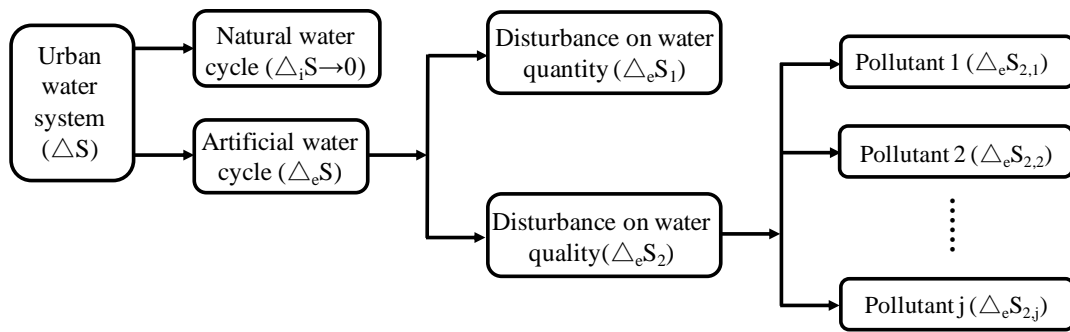 Urban
water
system
(△S)
Natural water
cycle (△ᵢS→0)
Artificial water
cycle (△ₑS)
Disturbance on water
quantity (△ₑS₁)
Disturbance on water
quality(△ₑS₂)
Pollutant 1 (△ₑS₂,₁)
Pollutant 2 (△ₑS₂,₂)
Pollutant j (△ₑS₂,ⱼ)